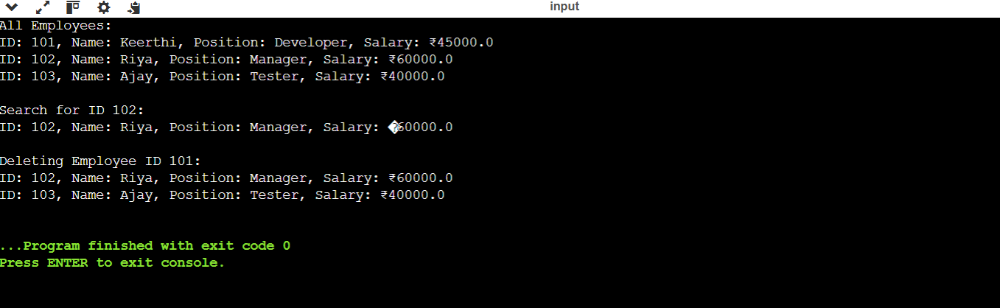 input
All Employees:
ID: 101, Name: Keerthi, Position: Developer, Salary: ₹45000.0
ID: 102, Name: Riya, Position: Manager, Salary: ₹60000.0
ID: 103, Name: Ajay, Position: Tester, Salary: ₹40000.0
Search for ID 102:
ID: 102, Name: Riya, Position: Manager, Salary: �60000.0
Deleting Employee ID 101:
ID: 102, Name: Riya, Position: Manager, Salary: ₹60000.0
ID: 103, Name: Ajay, Position: Tester, Salary: ₹40000.0
...Program finished with exit code 0
Press ENTER to exit console.